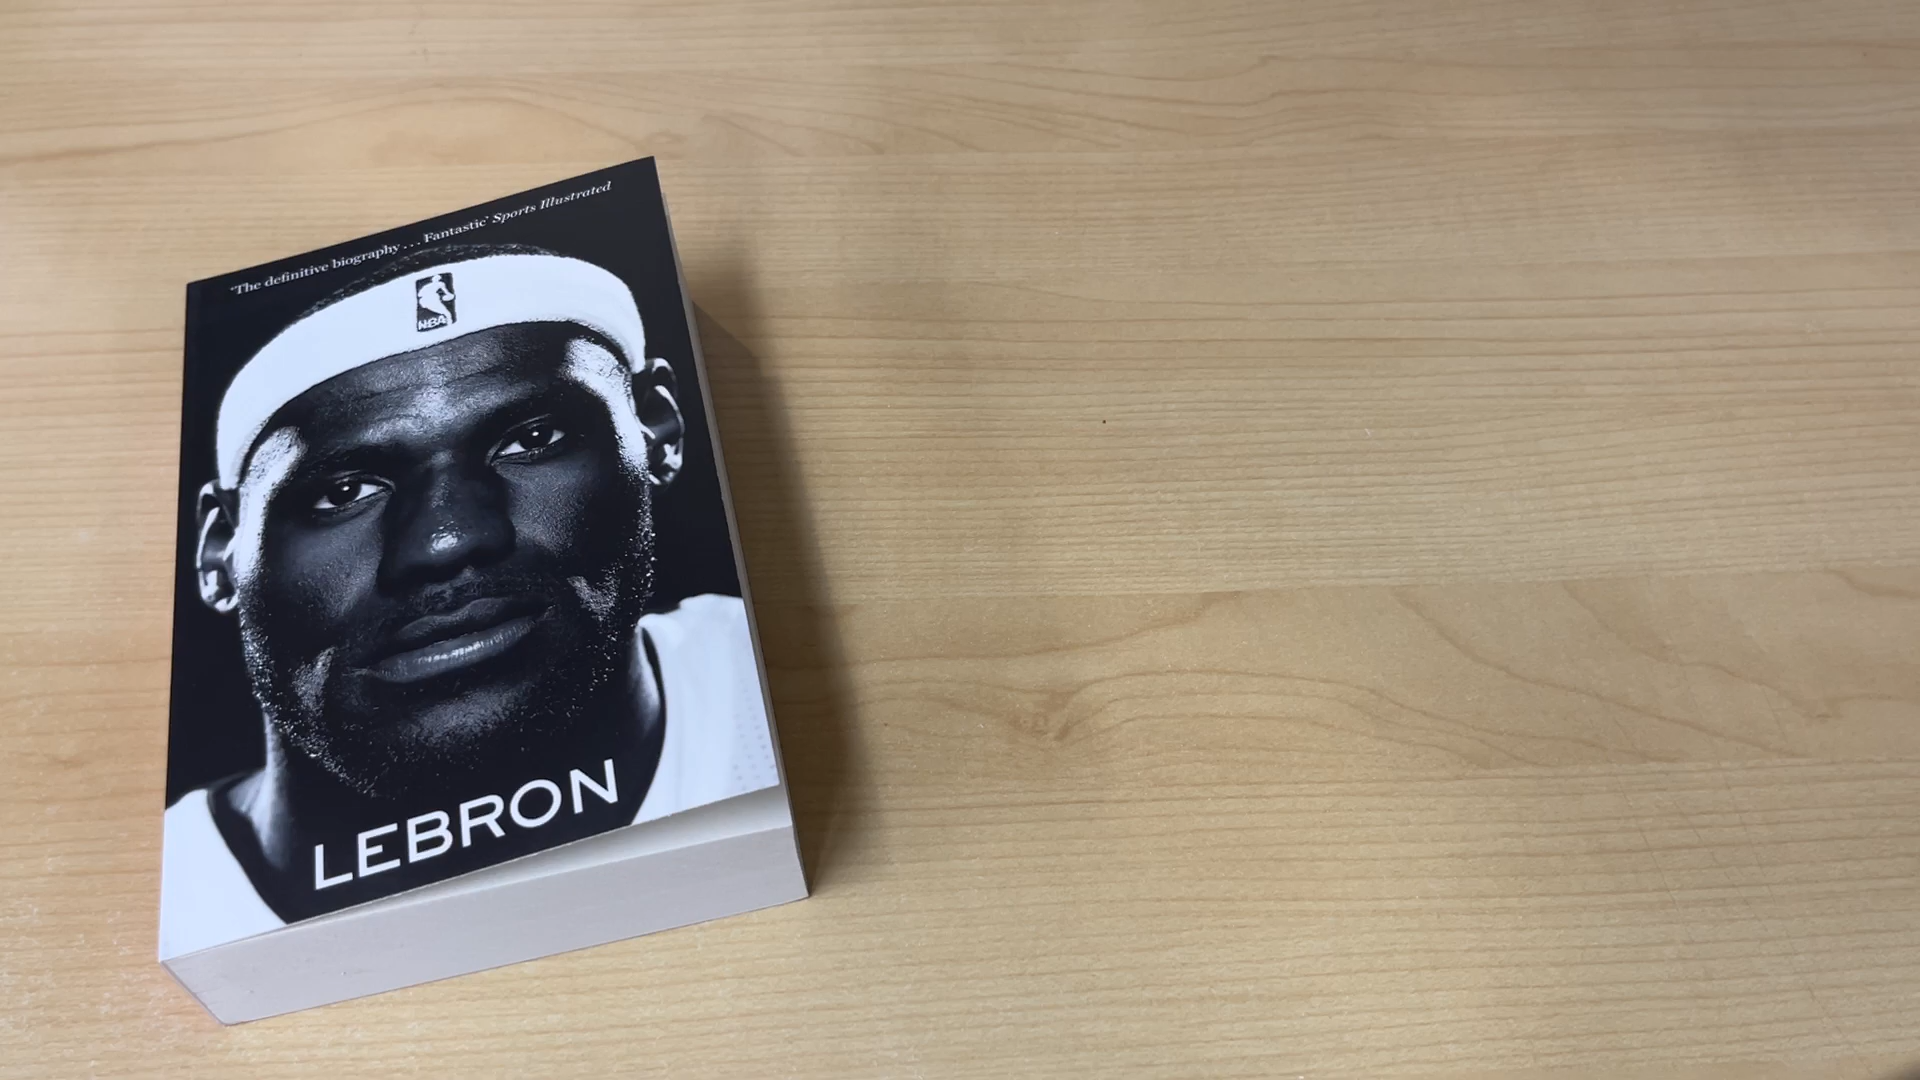 ‘The definitive biography . . . Fantastic’ Sports Illustrated
NBA
LEBRON